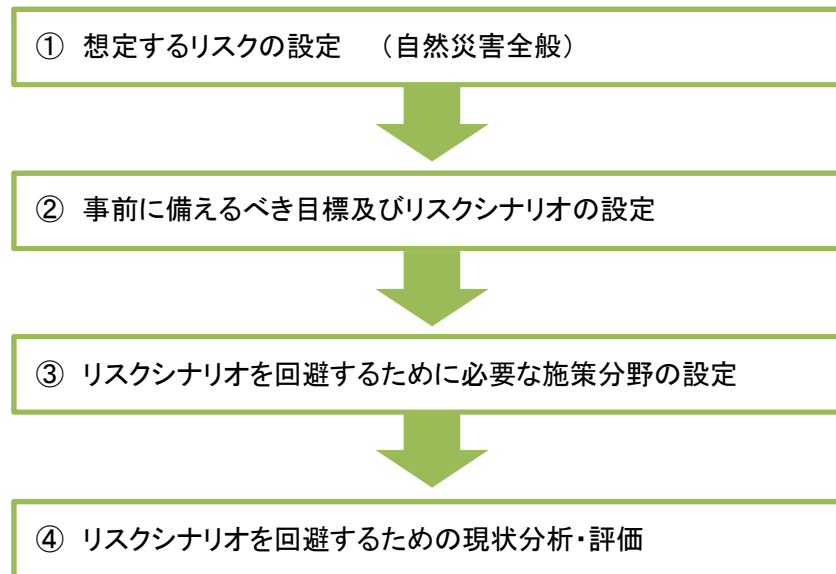 ① 想定するリスクの設定　（自然災害全般）
② 事前に備えるべき目標及びリスクシナリオの設定
③ リスクシナリオを回避するために必要な施策分野の設定
④ リスクシナリオを回避するための現状分析・評価